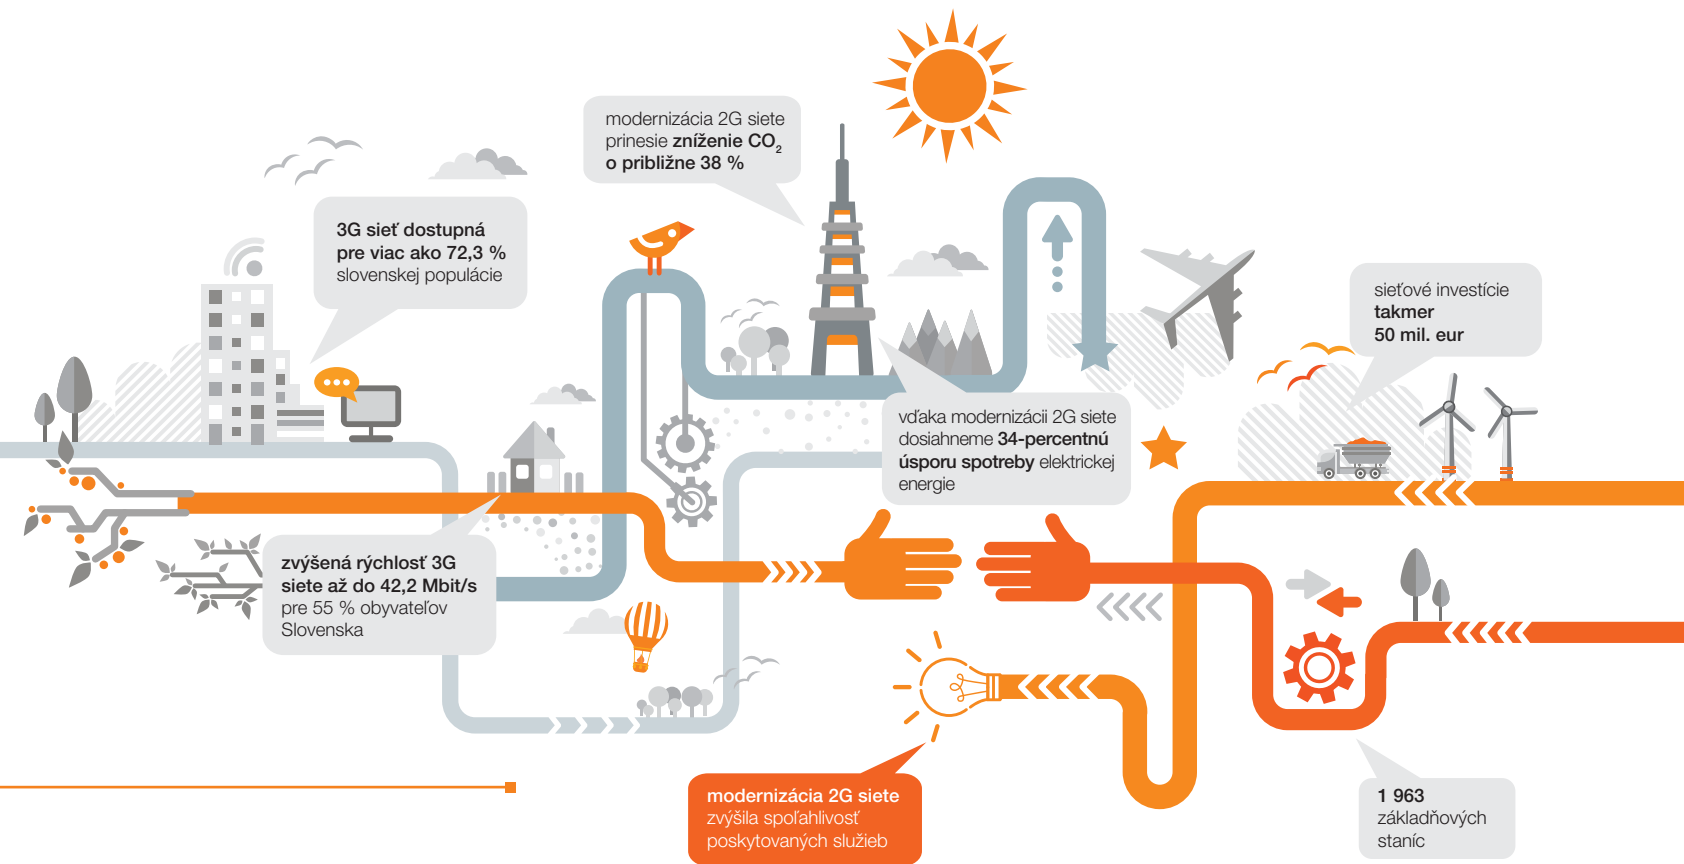 modernizácia 2G siete
prinesie zníženie CO₂
o približne 38 %
3G sieť dostupná
pre viac ako 72,3 %
slovenskej populácie
sieťové investície
takmer
50 mil. eur
vďaka modernizácii 2G siete
dosiahneme 34-percentnú
úsporu spotreby elektrickej
energie
zvýšená rýchlosť 3G
siete až do 42,2 Mbit/s
pre 55 % obyvateľov
Slovenska
modernizácia 2G siete
zvýšila spoľahlivosť
poskytovaných služieb
1 963
základňových
staníc